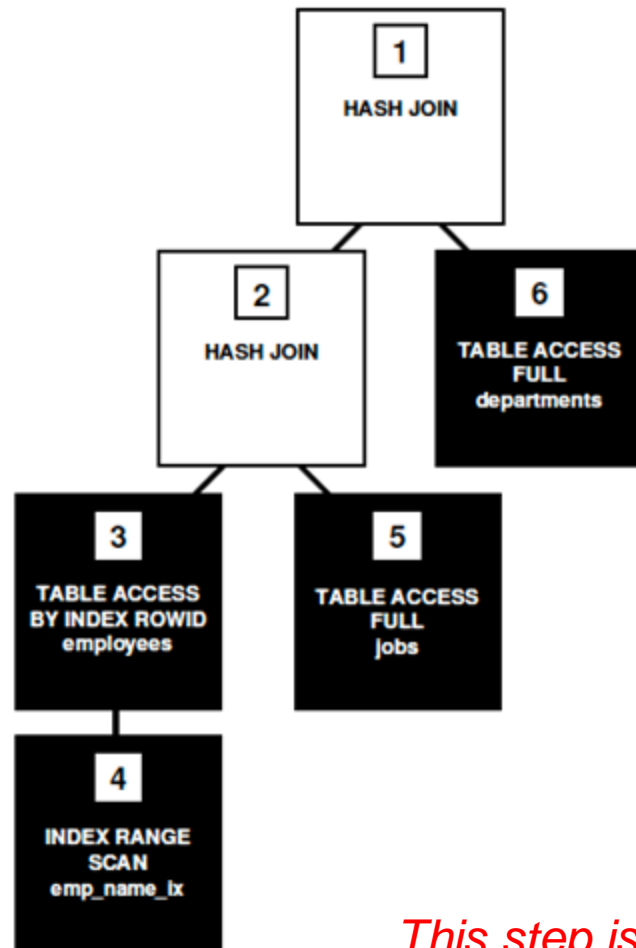 1
HASH JOIN
2
HASH JOIN
6
TABLE ACCESS
FULL
departments
3
TABLE ACCESS
BY INDEX ROWID
employees
5
TABLE ACCESS
FULL
jobs
4
INDEX RANGE
SCAN
emp_name_ix
This step is